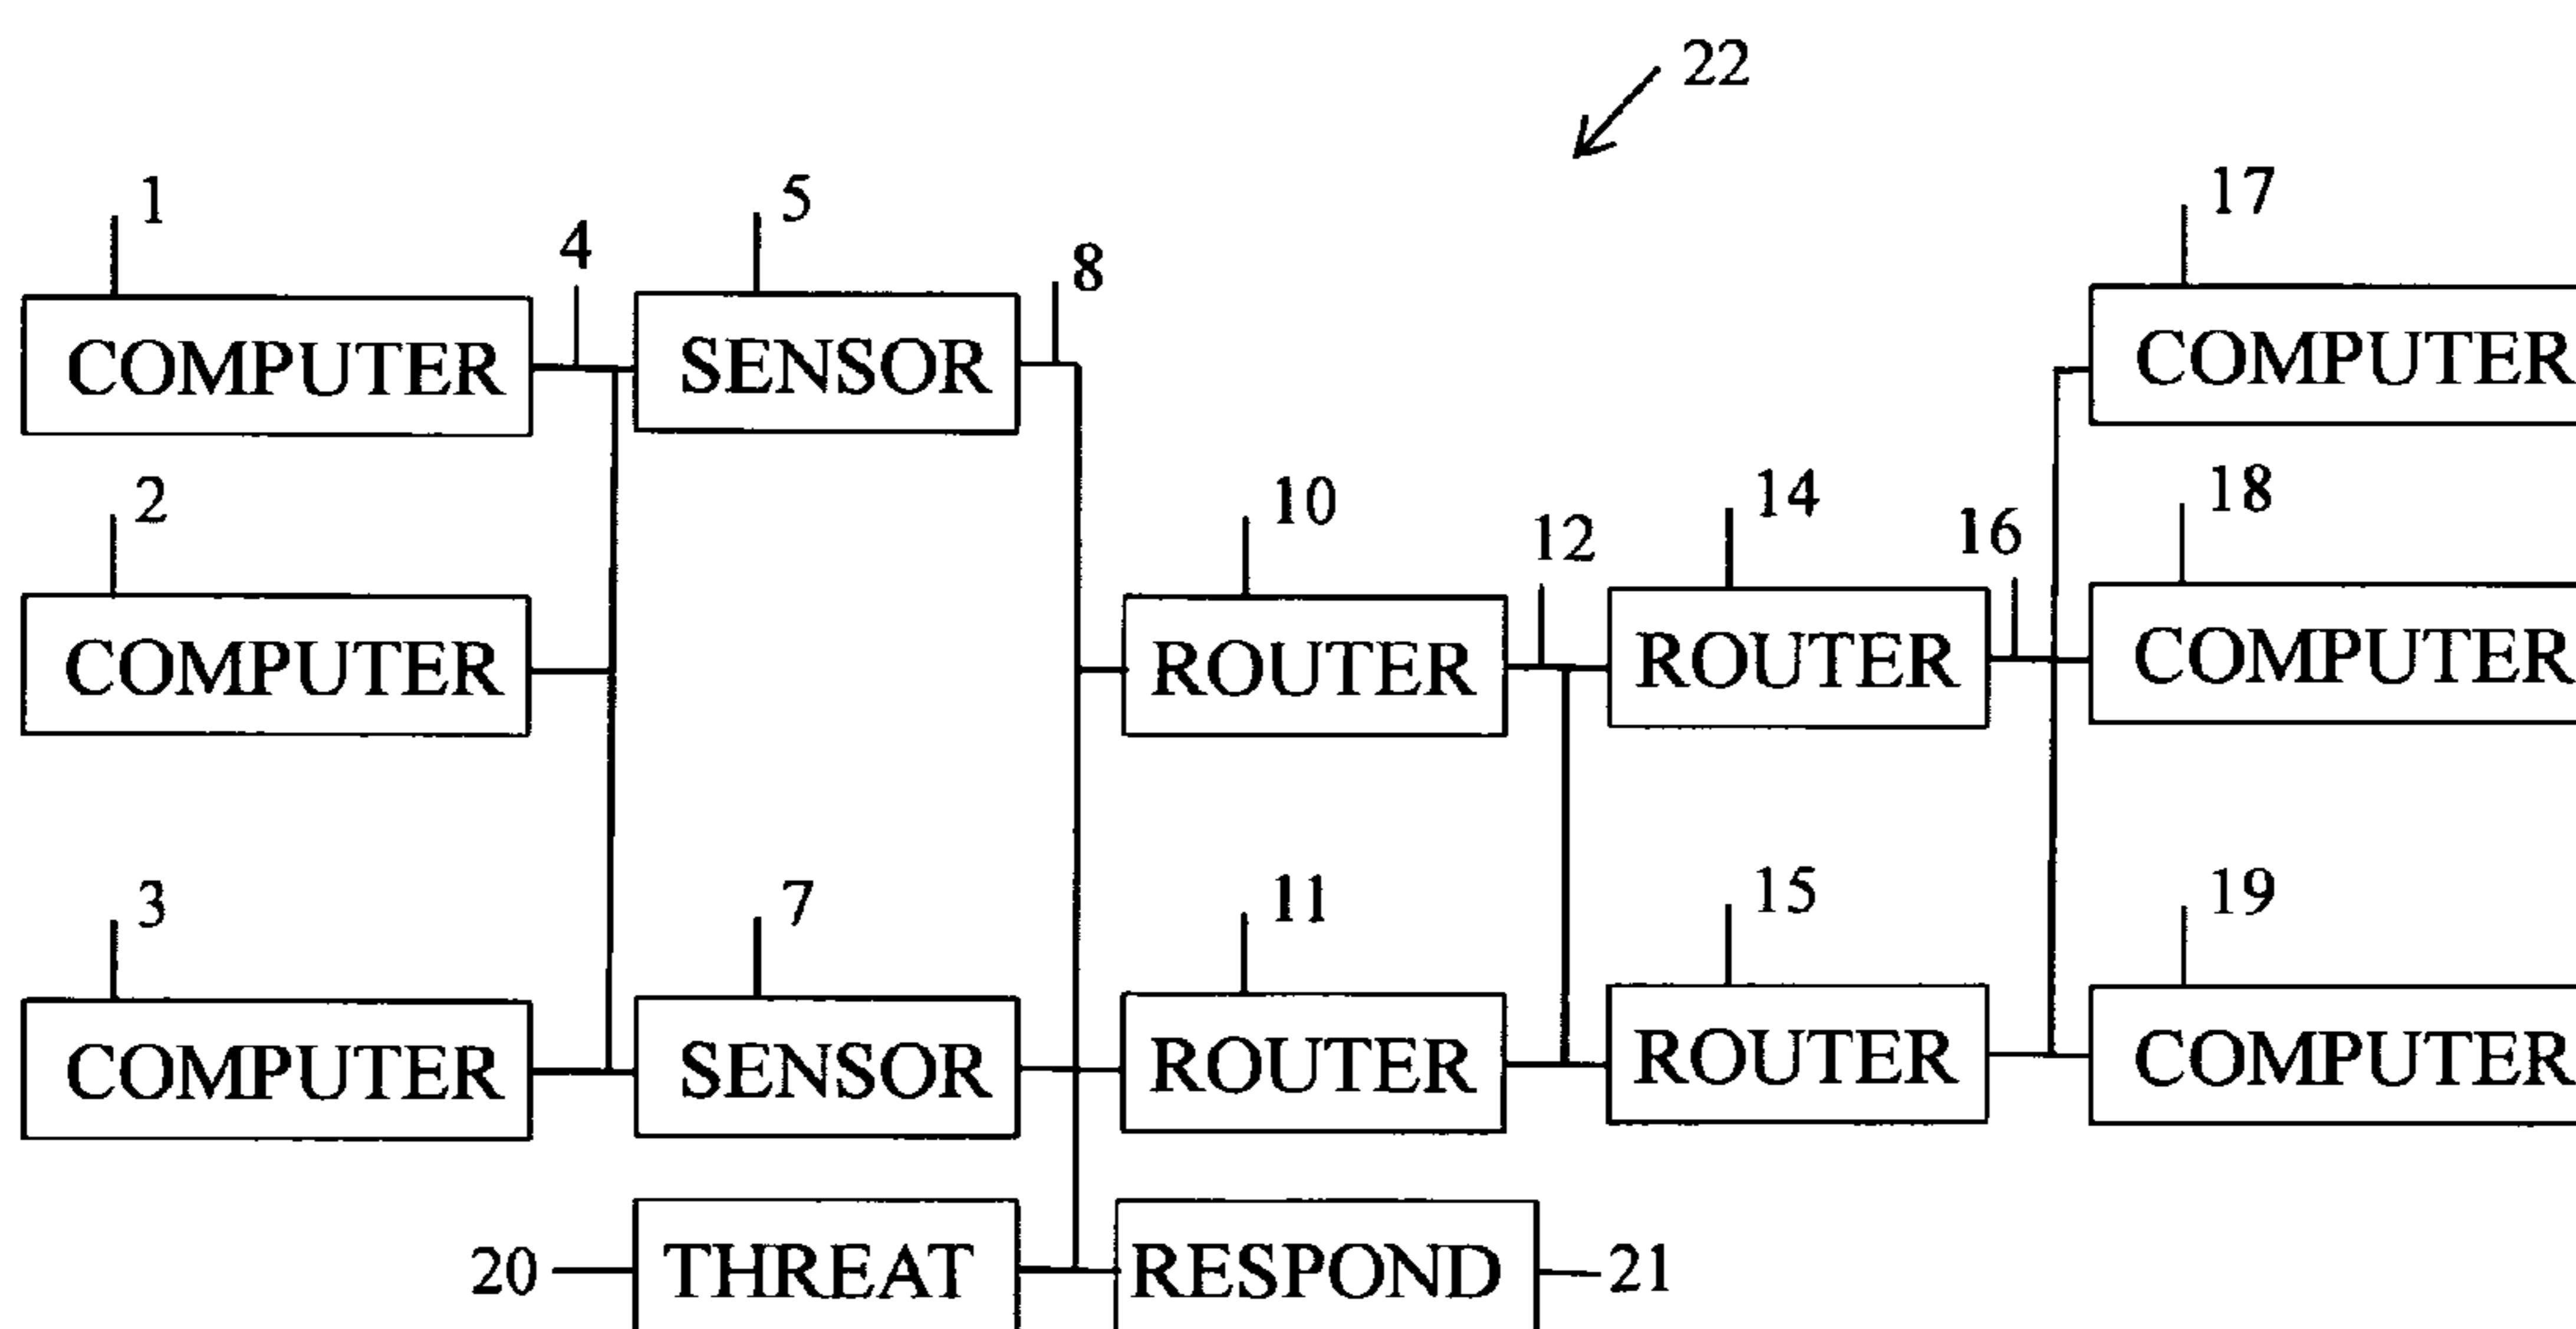 22
1 5 17
4 8
COMPUTER SENSOR COMPUTER
2 10 14 18
12 16
COMPUTER ROUTER ROUTER COMPUTER
3 7 11 15 19
COMPUTER SENSOR ROUTER ROUTER COMPUTER
20 THREAT RESPOND 21